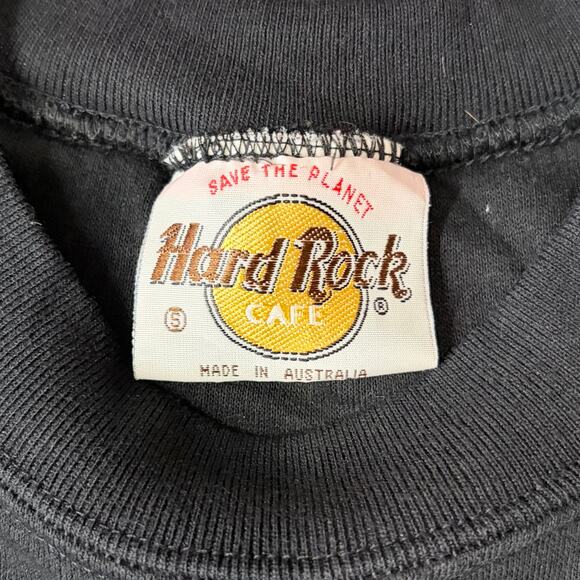 SAVE THE PLANET
Hard Rock
CAFE
S ®
MADE IN AUSTRALIA